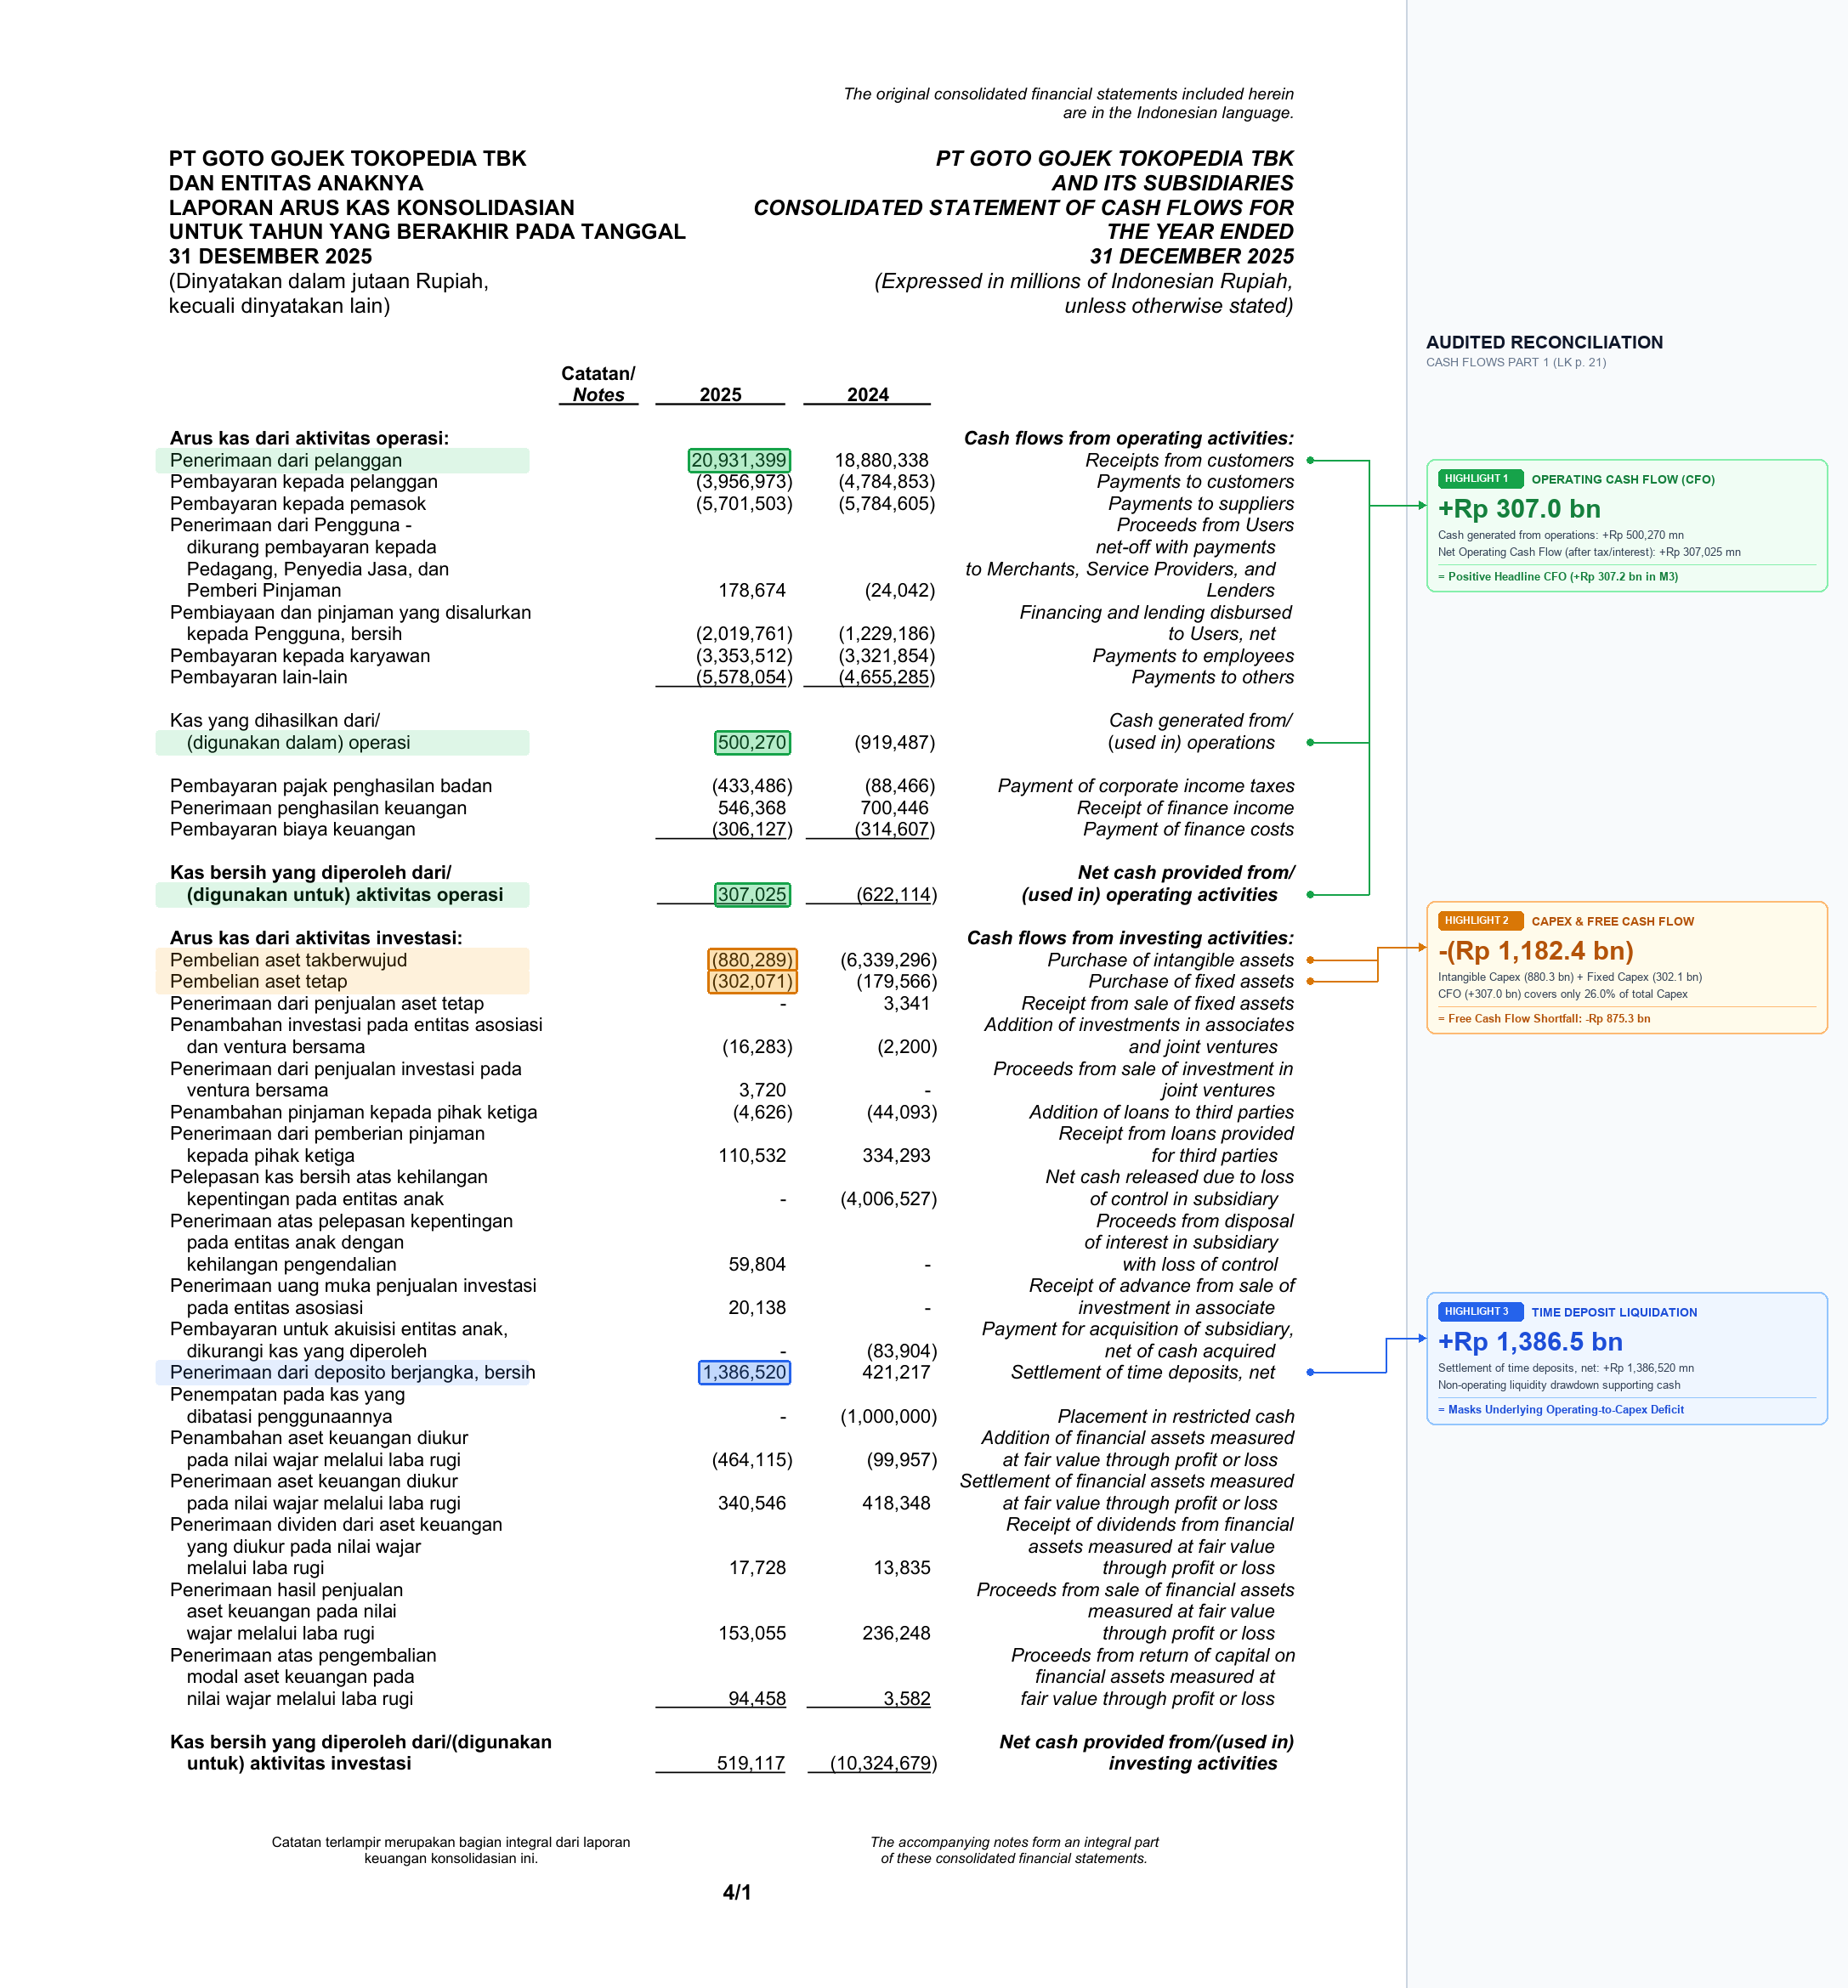 The original consolidated financial statements included herein
are in the Indonesian language.
PT GOTO GOJEK TOKOPEDIA TBK
DAN ENTITAS ANAKNYA
LAPORAN ARUS KAS KONSOLIDASIAN
UNTUK TAHUN YANG BERAKHIR PADA TANGGAL
31 DESEMBER 2025
(Dinyatakan dalam jutaan Rupiah,
kecuali dinyatakan lain)
PT GOTO GOJEK TOKOPEDIA TBK
AND ITS SUBSIDIARIES
CONSOLIDATED STATEMENT OF CASH FLOWS FOR
THE YEAR ENDED
31 DECEMBER 2025
(Expressed in millions of Indonesian Rupiah,
unless otherwise stated)
Catatan/
Notes 2025 2024
Arus kas dari aktivitas operasi: Cash flows from operating activities:
Penerimaan dari pelanggan 20,931,399 18,880,338 Receipts from customers
Pembayaran kepada pelanggan (3,956,973) (4,784,853) Payments to customers
Pembayaran kepada pemasok (5,701,503) (5,784,605) Payments to suppliers
Penerimaan dari Pengguna - Proceeds from Users
dikurang pembayaran kepada net-off with payments
Pedagang, Penyedia Jasa, dan to Merchants, Service Providers, and
Pemberi Pinjaman 178,674 (24,042) Lenders
Pembiayaan dan pinjaman yang disalurkan Financing and lending disbursed
kepada Pengguna, bersih (2,019,761) (1,229,186) to Users, net
Pembayaran kepada karyawan (3,353,512) (3,321,854) Payments to employees
Pembayaran lain-lain (5,578,054) (4,655,285) Payments to others
Kas yang dihasilkan dari/ Cash generated from/
(digunakan dalam) operasi 500,270 (919,487) (used in) operations
Pembayaran pajak penghasilan badan (433,486) (88,466) Payment of corporate income taxes
Penerimaan penghasilan keuangan 546,368 700,446 Receipt of finance income
Pembayaran biaya keuangan (306,127) (314,607) Payment of finance costs
Kas bersih yang diperoleh dari/ Net cash provided from/
(digunakan untuk) aktivitas operasi 307,025 (622,114) (used in) operating activities
Arus kas dari aktivitas investasi: Cash flows from investing activities:
Pembelian aset takberwujud (880,289) (6,339,296) Purchase of intangible assets
Pembelian aset tetap (302,071) (179,566) Purchase of fixed assets
Penerimaan dari penjualan aset tetap - 3,341 Receipt from sale of fixed assets
Penambahan investasi pada entitas asosiasi Addition of investments in associates
dan ventura bersama (16,283) (2,200) and joint ventures
Penerimaan dari penjualan investasi pada Proceeds from sale of investment in
ventura bersama 3,720 - joint ventures
Penambahan pinjaman kepada pihak ketiga (4,626) (44,093) Addition of loans to third parties
Penerimaan dari pemberian pinjaman Receipt from loans provided
kepada pihak ketiga 110,532 334,293 for third parties
Pelepasan kas bersih atas kehilangan Net cash released due to loss
kepentingan pada entitas anak - (4,006,527) of control in subsidiary
Penerimaan atas pelepasan kepentingan Proceeds from disposal
pada entitas anak dengan of interest in subsidiary
kehilangan pengendalian 59,804 - with loss of control
Penerimaan uang muka penjualan investasi Receipt of advance from sale of
pada entitas asosiasi 20,138 - investment in associate
Pembayaran untuk akuisisi entitas anak, Payment for acquisition of subsidiary,
dikurangi kas yang diperoleh - (83,904) net of cash acquired
Penerimaan dari deposito berjangka, bersih 1,386,520 421,217 Settlement of time deposits, net
Penempatan pada kas yang
dibatasi penggunaannya - (1,000,000) Placement in restricted cash
Penambahan aset keuangan diukur Addition of financial assets measured
pada nilai wajar melalui laba rugi (464,115) (99,957) at fair value through profit or loss
Penerimaan aset keuangan diukur Settlement of financial assets measured
pada nilai wajar melalui laba rugi 340,546 418,348 at fair value through profit or loss
Penerimaan dividen dari aset keuangan Receipt of dividends from financial
yang diukur pada nilai wajar assets measured at fair value
melalui laba rugi 17,728 13,835 through profit or loss
Penerimaan hasil penjualan Proceeds from sale of financial assets
aset keuangan pada nilai measured at fair value
wajar melalui laba rugi 153,055 236,248 through profit or loss
Penerimaan atas pengembalian Proceeds from return of capital on
modal aset keuangan pada financial assets measured at
nilai wajar melalui laba rugi 94,458 3,582 fair value through profit or loss
Kas bersih yang diperoleh dari/(digunakan Net cash provided from/(used in)
untuk) aktivitas investasi 519,117 (10,324,679) investing activities
Catatan terlampir merupakan bagian integral dari laporan
keuangan konsolidasian ini.
The accompanying notes form an integral part
of these consolidated financial statements.
4/1
AUDITED RECONCILIATION
CASH FLOWS PART 1 (LK p. 21)
HIGHLIGHT 1 OPERATING CASH FLOW (CFO)
+Rp 307.0 bn
Cash generated from operations: +Rp 500,270 mn
Net Operating Cash Flow (after tax/interest): +Rp 307,025 mn
= Positive Headline CFO (+Rp 307.2 bn in M3)
HIGHLIGHT 2 CAPEX & FREE CASH FLOW
-(Rp 1,182.4 bn)
Intangible Capex (880.3 bn) + Fixed Capex (302.1 bn)
CFO (+307.0 bn) covers only 26.0% of total Capex
= Free Cash Flow Shortfall: -Rp 875.3 bn
HIGHLIGHT 3 TIME DEPOSIT LIQUIDATION
+Rp 1,386.5 bn
Settlement of time deposits, net: +Rp 1,386,520 mn
Non-operating liquidity drawdown supporting cash
= Masks Underlying Operating-to-Capex Deficit